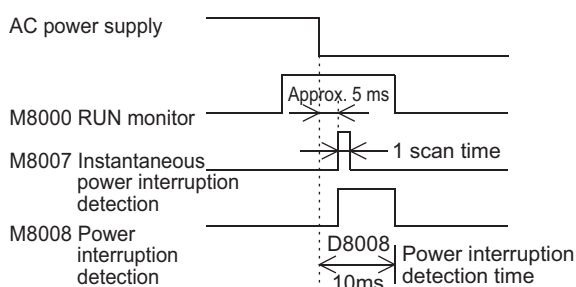 AC power supply
Approx. 5 ms
M8000 RUN monitor
1 scan time
M8007 Instantaneous
power interruption
detection
M8008 Power
interruption
detection
D8008
10ms
Power interruption
detection time